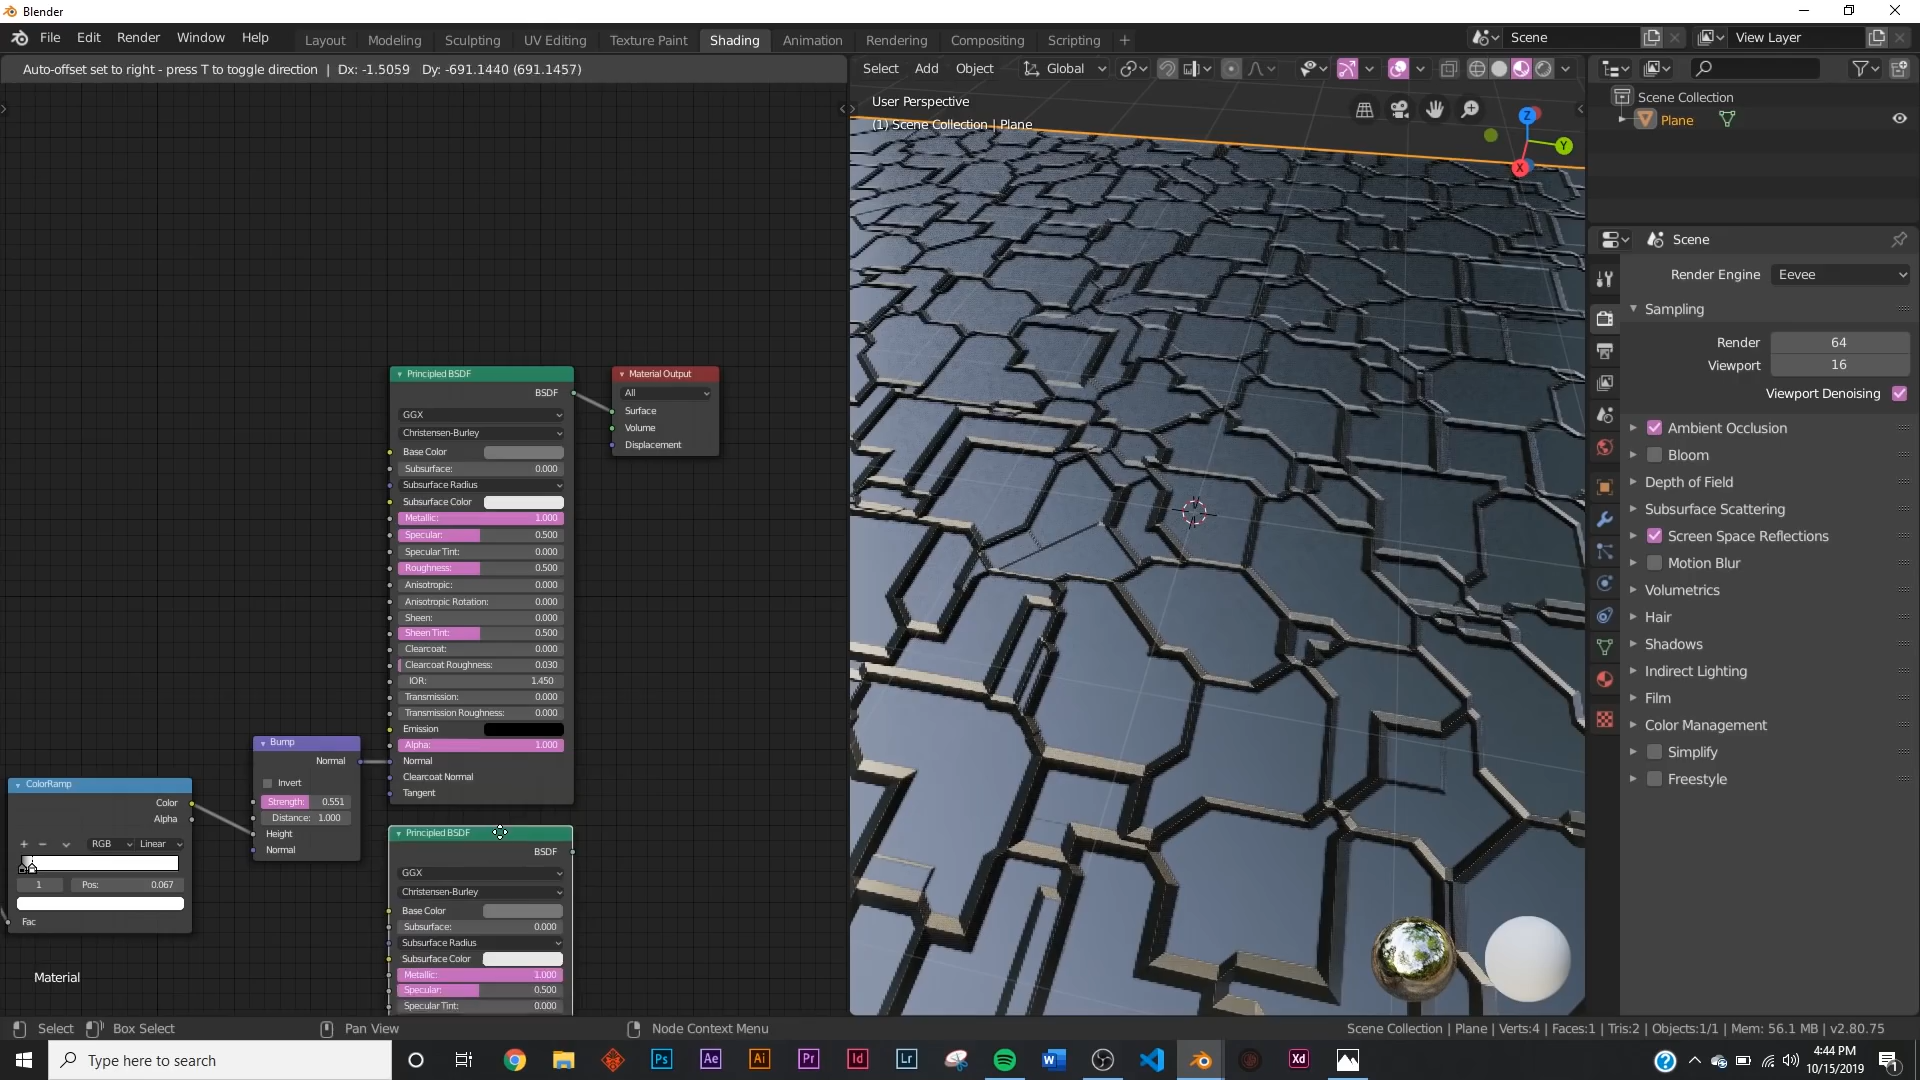 Blender
File Edit Render Window Help
Layout Modeling Sculpting UV Editing Texture Paint Shading Animation Rendering Compositing Scripting +
Scene
View Layer
Auto-offset set to right - press T to toggle direction | Dx: -1.5059 Dy: -691.1440 (691.1457)
Select Add Object Global
User Perspective
(1) Scene Collection | Plane
Z
Y
X
Scene Collection
Plane
Scene
Render Engine Eevee
Sampling
Render 64
Viewport 16
Viewport Denoising
Ambient Occlusion
Bloom
Depth of Field
Subsurface Scattering
Screen Space Reflections
Motion Blur
Volumetrics
Hair
Shadows
Indirect Lighting
Film
Color Management
Simplify
Freestyle
Principled BSDF
BSDF
GGX
Christensen-Burley
Base Color
Subsurface: 0.000
Subsurface Radius
Subsurface Color
Metallic: 1.000
Specular: 0.500
Specular Tint: 0.000
Roughness: 0.500
Anisotropic: 0.000
Anisotropic Rotation: 0.000
Sheen: 0.000
Sheen Tint: 0.500
Clearcoat: 0.000
Clearcoat Roughness: 0.030
IOR: 1.450
Transmission: 0.000
Transmission Roughness: 0.000
Emission
Alpha: 1.000
Normal
Clearcoat Normal
Tangent
Material Output
All
Surface
Volume
Displacement
Bump
Normal
Invert
Strength: 0.551
Distance: 1.000
Height
Normal
ColorRamp
Color
Alpha
+ − RGB Linear
1 Pos: 0.067
Fac
Principled BSDF
BSDF
GGX
Christensen-Burley
Base Color
Subsurface: 0.000
Subsurface Radius
Subsurface Color
Metallic: 1.000
Specular: 0.500
Specular Tint: 0.000
Material
Select Box Select Pan View Node Context Menu
Scene Collection | Plane | Verts:4 | Faces:1 | Tris:2 | Objects:1/1 | Mem: 56.1 MB | v2.80.75
Type here to search
Ps Ae Ai Pr Id Lr W Xd
4:44 PM
10/15/2019
1